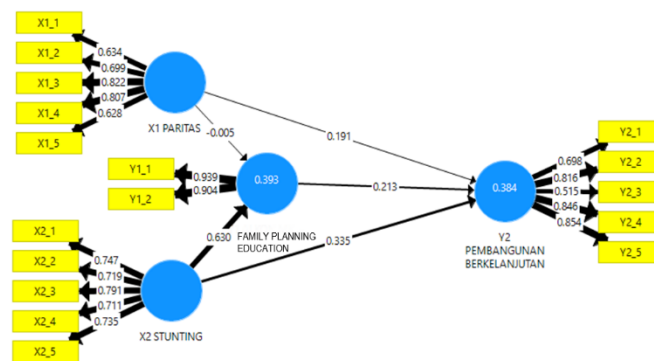 X1_1
X1_2
X1_3
X1_4
X1_5
0.634
0.699
0.822
0.807
0.628
X1 PARITAS
-0.005
0.191
Y1_1
Y1_2
0.939
0.904
0.393
0.213
FAMILY PLANNING
EDUCATION
0.630
0.335
X2_1
X2_2
X2_3
X2_4
X2_5
0.747
0.719
0.791
0.711
0.735
X2 STUNTING
0.384
Y2
PEMBANGUNAN
BERKELANJUTAN
0.698
0.816
0.515
0.846
0.854
Y2_1
Y2_2
Y2_3
Y2_4
Y2_5